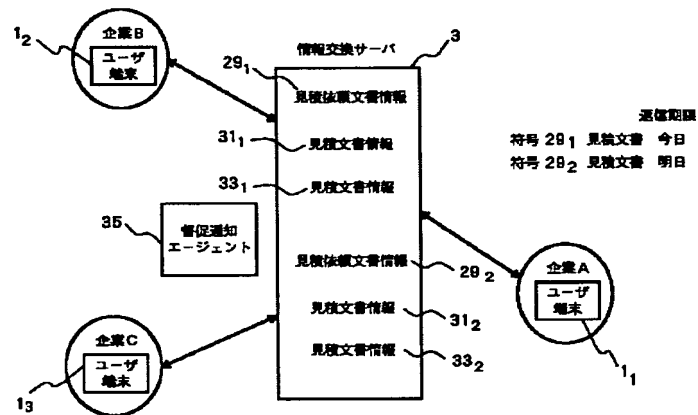 1₂
企業B
ユーザ
端末
情報交換サーバ
3
29₁
見積依頼文書情報
31₁
見積文書情報
33₁
見積文書情報
返信期限
符号 29₁ 見積文書 今日
符号 29₂ 見積文書 明日
35
督促通知
エージェント
見積依頼文書情報
29₂
見積文書情報
31₂
見積文書情報
33₂
企業A
ユーザ
端末
1₁
企業C
ユーザ
端末
1₃